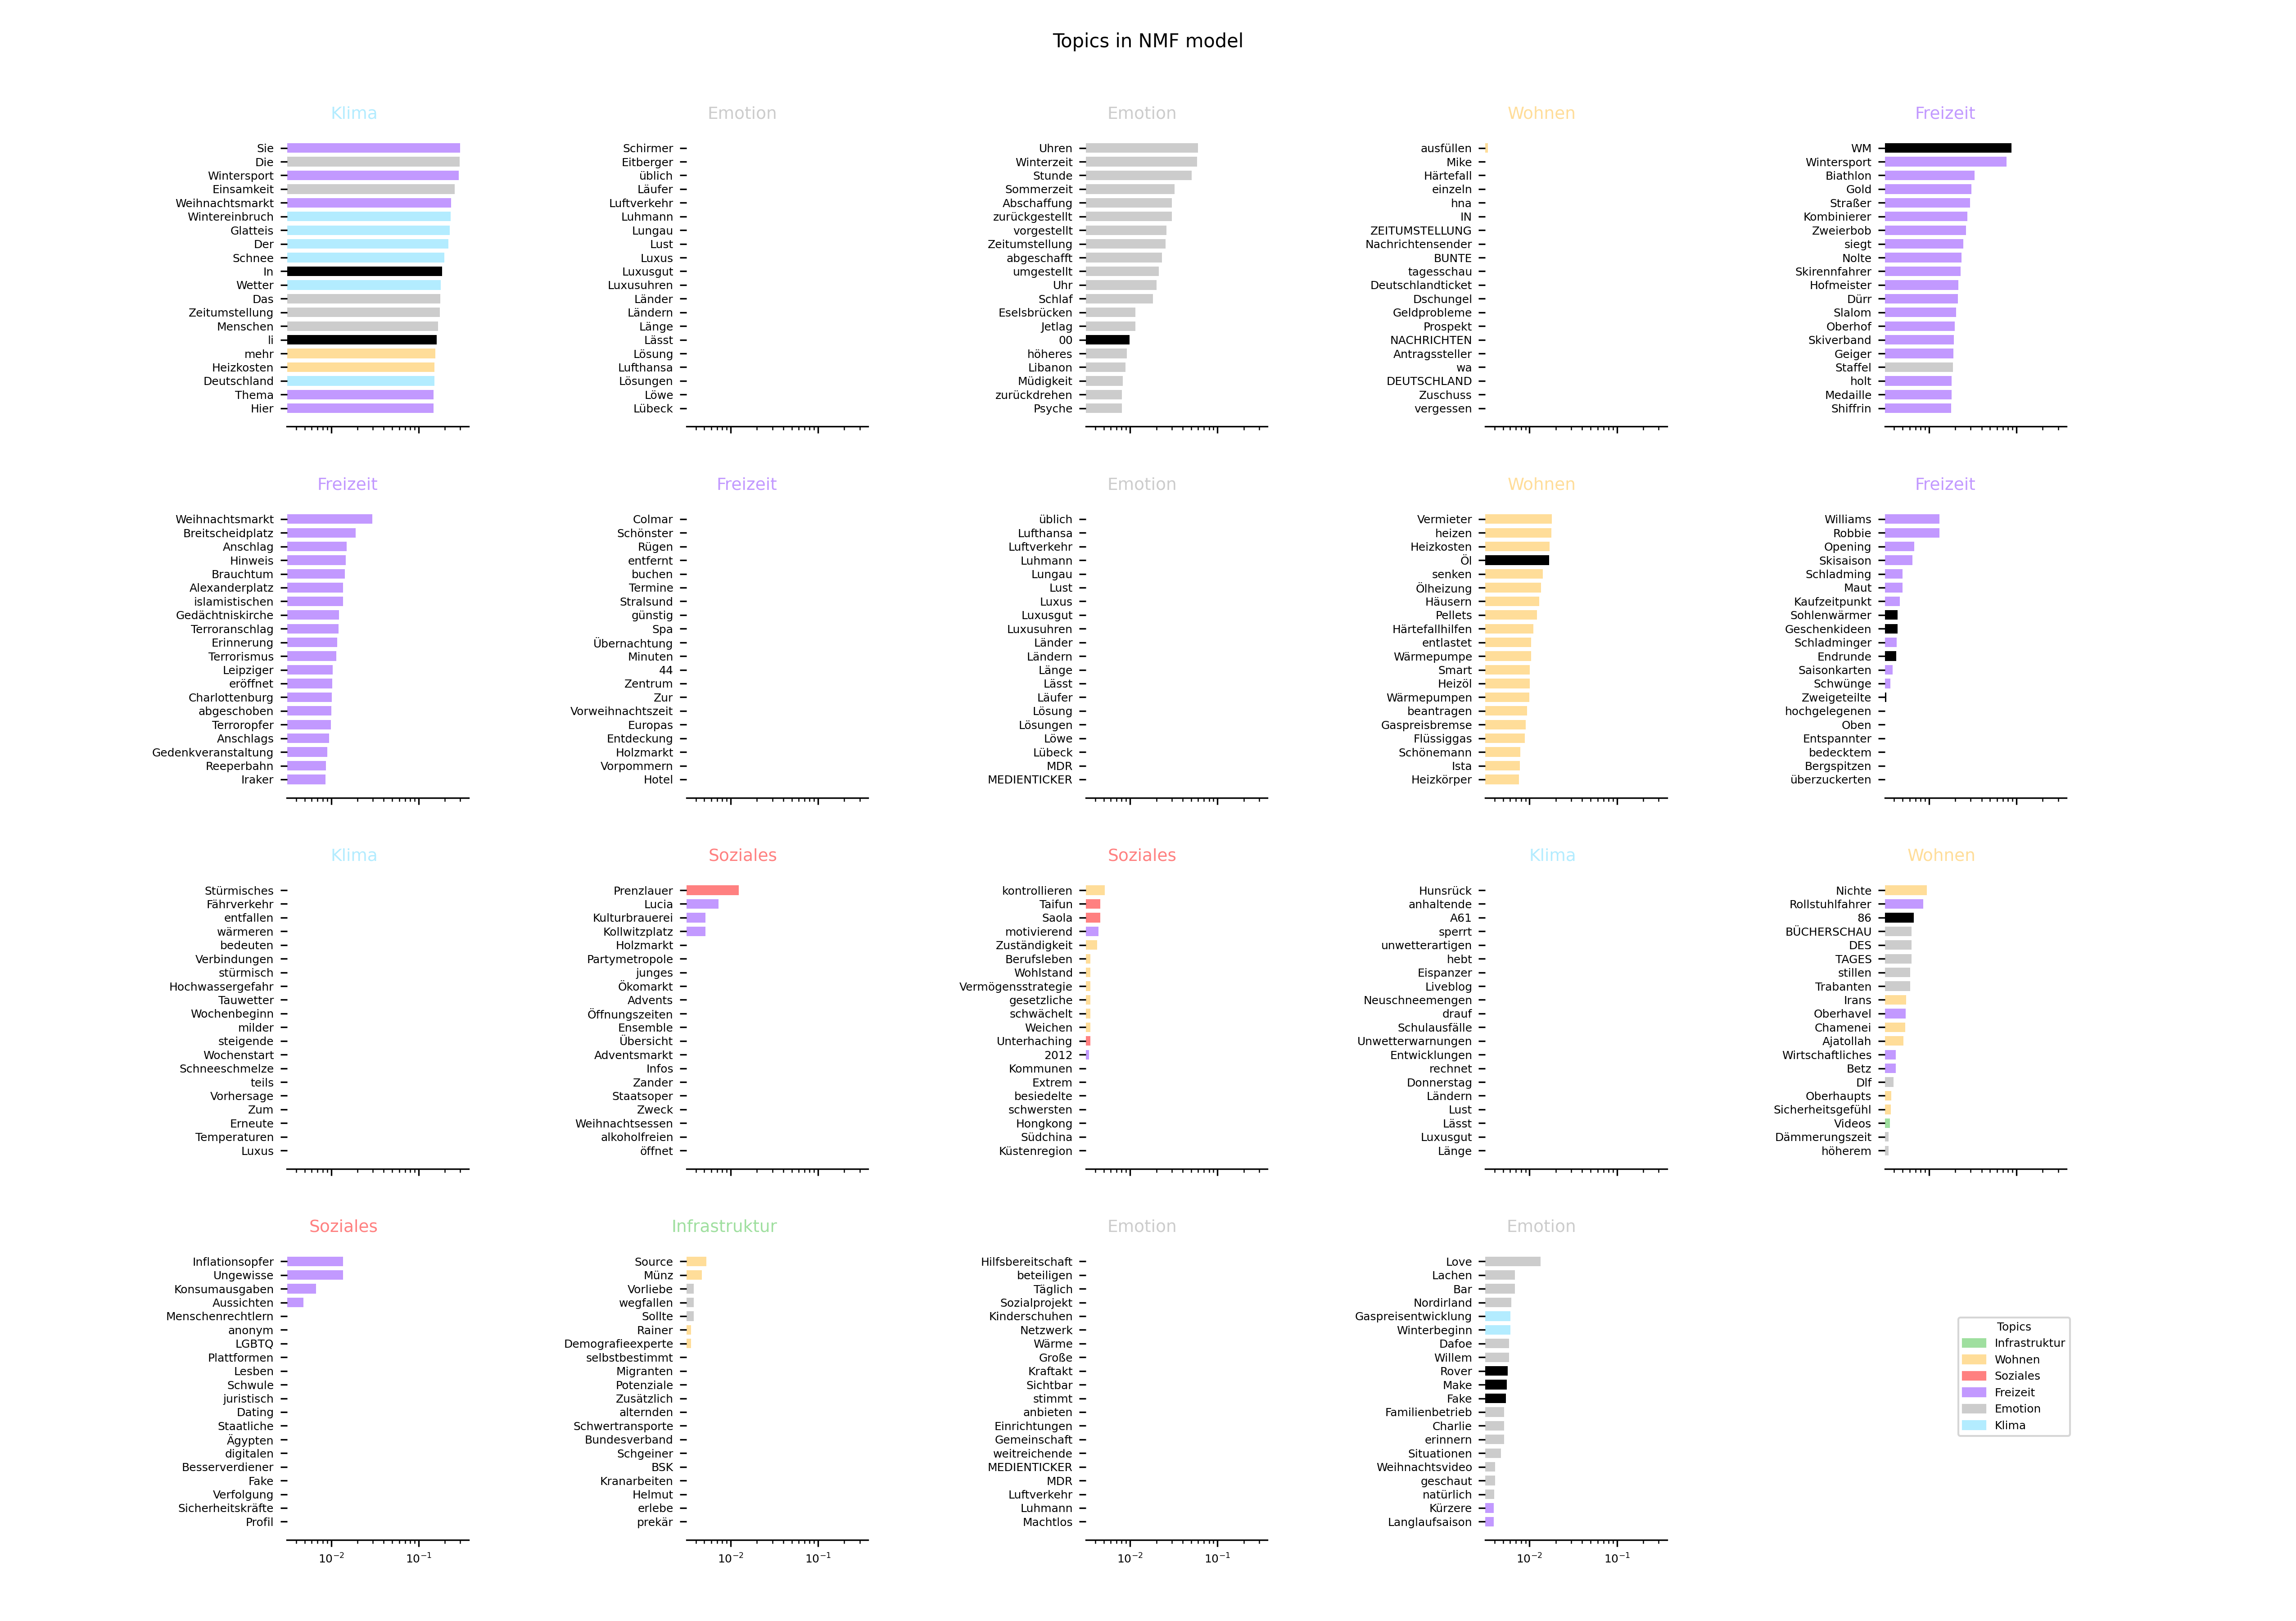 Topics in NMF model
Klima
Sie
Die
Wintersport
Einsamkeit
Weihnachtsmarkt
Wintereinbruch
Glatteis
Der
Schnee
In
Wetter
Das
Zeitumstellung
Menschen
li
mehr
Heizkosten
Deutschland
Thema
Hier
Emotion
Schirmer
Eitberger
üblich
Läufer
Luftverkehr
Luhmann
Lungau
Lust
Luxus
Luxusgut
Luxusuhren
Länder
Ländern
Länge
Lässt
Lösung
Lufthansa
Lösungen
Löwe
Lübeck
Emotion
Uhren
Winterzeit
Stunde
Sommerzeit
Abschaffung
zurückgestellt
vorgestellt
Zeitumstellung
abgeschafft
umgestellt
Uhr
Schlaf
Eselsbrücken
Jetlag
00
höheres
Libanon
Müdigkeit
zurückdrehen
Psyche
Wohnen
ausfüllen
Mike
Härtefall
einzeln
hna
IN
ZEITUMSTELLUNG
Nachrichtensender
BUNTE
tagesschau
Deutschlandticket
Dschungel
Geldprobleme
Prospekt
NACHRICHTEN
Antragssteller
wa
DEUTSCHLAND
Zuschuss
vergessen
Freizeit
WM
Wintersport
Biathlon
Gold
Straßer
Kombinierer
Zweierbob
siegt
Nolte
Skirennfahrer
Hofmeister
Dürr
Slalom
Oberhof
Skiverband
Geiger
Staffel
holt
Medaille
Shiffrin
Freizeit
Weihnachtsmarkt
Breitscheidplatz
Anschlag
Hinweis
Brauchtum
Alexanderplatz
islamistischen
Gedächtniskirche
Terroranschlag
Erinnerung
Terrorismus
Leipziger
eröffnet
Charlottenburg
abgeschoben
Terroropfer
Anschlags
Gedenkveranstaltung
Reeperbahn
Iraker
Freizeit
Colmar
Schönster
Rügen
entfernt
buchen
Termine
Stralsund
günstig
Spa
Übernachtung
Minuten
44
Zentrum
Zur
Vorweihnachtszeit
Europas
Entdeckung
Holzmarkt
Vorpommern
Hotel
Emotion
üblich
Lufthansa
Luftverkehr
Luhmann
Lungau
Lust
Luxus
Luxusgut
Luxusuhren
Länder
Ländern
Länge
Lässt
Läufer
Lösung
Lösungen
Löwe
Lübeck
MDR
MEDIENTICKER
Wohnen
Vermieter
heizen
Heizkosten
Öl
senken
Ölheizung
Häusern
Pellets
Härtefallhilfen
entlastet
Wärmepumpe
Smart
Heizöl
Wärmepumpen
beantragen
Gaspreisbremse
Flüssiggas
Schönemann
Ista
Heizkörper
Freizeit
Williams
Robbie
Opening
Skisaison
Schladming
Maut
Kaufzeitpunkt
Sohlenwärmer
Geschenkideen
Schladminger
Endrunde
Saisonkarten
Schwünge
Zweigeteilte
hochgelegenen
Oben
Entspannter
bedecktem
Bergspitzen
überzuckerten
Klima
Stürmisches
Fährverkehr
entfallen
wärmeren
bedeuten
Verbindungen
stürmisch
Hochwassergefahr
Tauwetter
Wochenbeginn
milder
steigende
Wochenstart
Schneeschmelze
teils
Vorhersage
Zum
Erneute
Temperaturen
Luxus
Soziales
Prenzlauer
Lucia
Kulturbrauerei
Kollwitzplatz
Holzmarkt
Partymetropole
junges
Ökomarkt
Advents
Öffnungszeiten
Ensemble
Übersicht
Adventsmarkt
Infos
Zander
Staatsoper
Zweck
Weihnachtsessen
alkoholfreien
öffnet
Soziales
kontrollieren
Taifun
Saola
motivierend
Zuständigkeit
Berufsleben
Wohlstand
Vermögensstrategie
gesetzliche
schwächelt
Weichen
Unterhaching
2012
Kommunen
Extrem
besiedelte
schwersten
Hongkong
Südchina
Küstenregion
Klima
Hunsrück
anhaltende
A61
sperrt
unwetterartigen
hebt
Eispanzer
Liveblog
Neuschneemengen
drauf
Schulausfälle
Unwetterwarnungen
Entwicklungen
rechnet
Donnerstag
Ländern
Lust
Lässt
Luxusgut
Länge
Wohnen
Nichte
Rollstuhlfahrer
86
BÜCHERSCHAU
DES
TAGES
stillen
Trabanten
Irans
Oberhavel
Chamenei
Ajatollah
Wirtschaftliches
Betz
Dlf
Oberhaupts
Sicherheitsgefühl
Videos
Dämmerungszeit
höherem
Soziales
Inflationsopfer
Ungewisse
Konsumausgaben
Aussichten
Menschenrechtlern
anonym
LGBTQ
Plattformen
Lesben
Schwule
juristisch
Dating
Staatliche
Ägypten
digitalen
Besserverdiener
Fake
Verfolgung
Sicherheitskräfte
Profil
10⁻² 10⁻¹
Infrastruktur
Source
Münz
Vorliebe
wegfallen
Sollte
Rainer
Demografieexperte
selbstbestimmt
Migranten
Potenziale
Zusätzlich
alternden
Schwertransporte
Bundesverband
Schgeiner
BSK
Kranarbeiten
Helmut
erlebe
prekär
10⁻² 10⁻¹
Emotion
Hilfsbereitschaft
beteiligen
Täglich
Sozialprojekt
Kinderschuhen
Netzwerk
Wärme
Große
Kraftakt
Sichtbar
stimmt
anbieten
Einrichtungen
Gemeinschaft
weitreichende
MEDIENTICKER
MDR
Luftverkehr
Luhmann
Machtlos
10⁻² 10⁻¹
Emotion
Love
Lachen
Bar
Nordirland
Gaspreisentwicklung
Winterbeginn
Dafoe
Willem
Rover
Make
Fake
Familienbetrieb
Charlie
erinnern
Situationen
Weihnachtsvideo
geschaut
natürlich
Kürzere
Langlaufsaison
10⁻² 10⁻¹
Topics
Infrastruktur
Wohnen
Soziales
Freizeit
Emotion
Klima